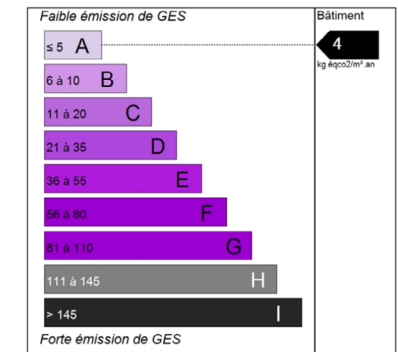 Faible émission de GES
Bâtiment
≤ 5 A
4
kg éqco2/m².an
6 à 10 B
11 à 20 C
21 à 35 D
36 à 55 E
56 à 80 F
81 à 110 G
111 à 145 H
> 145 I
Forte émission de GES